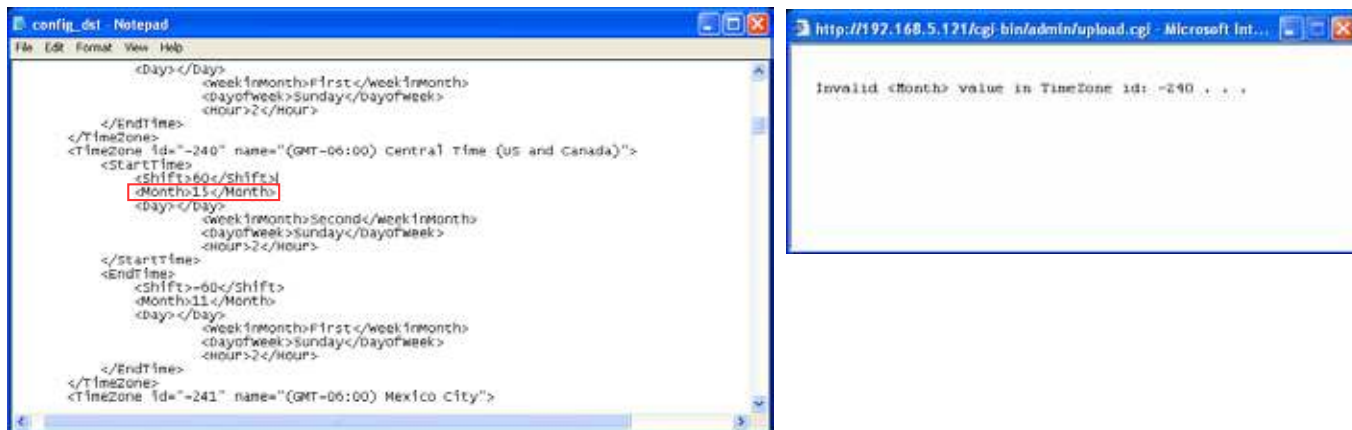 config_dst - Notepad
File Edit Format View Help
<Day></Day>
<WeekInMonth>First</WeekInMonth>
<DayofWeek>Sunday</DayofWeek>
<Hour>2</Hour>
</EndTime>
</TimeZone>
<TimeZone id="-240" name="(GMT-06:00) Central Time (US and Canada)">
<StartTime>
<Shift>60</Shift>
<Month>15</Month>
<Day></Day>
<WeekInMonth>Second</WeekInMonth>
<DayofWeek>Sunday</DayofWeek>
<Hour>2</Hour>
</StartTime>
<EndTime>
<Shift>-60</Shift>
<Month>11</Month>
<Day></Day>
<WeekInMonth>First</WeekInMonth>
<DayofWeek>Sunday</DayofWeek>
<Hour>2</Hour>
</EndTime>
</TimeZone>
<TimeZone id="-241" name="(GMT-06:00) Mexico City">
http://192.168.5.121/cgi-bin/admin/upload.cgi - Microsoft Int...
Invalid <Month> value in TimeZone id: -240 . . .